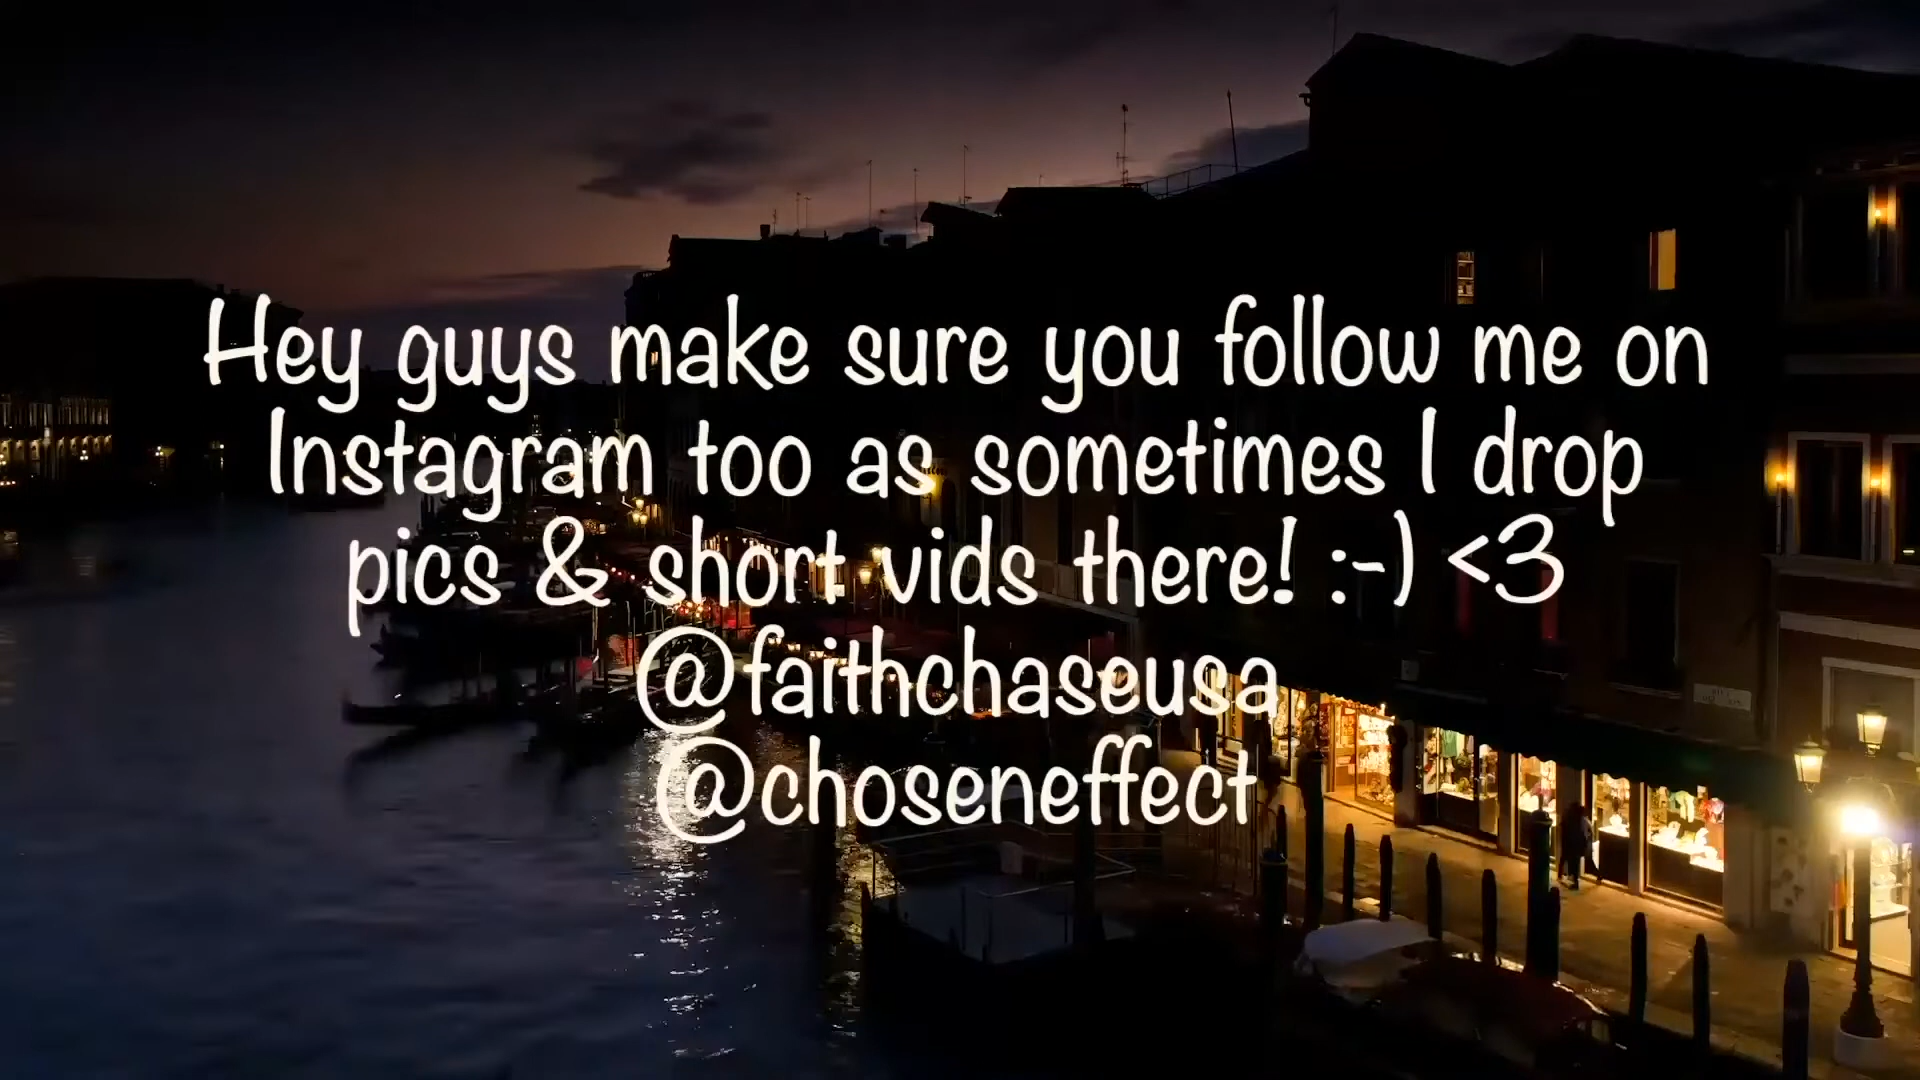 Hey guys make sure you follow me on
Instagram too as sometimes I drop
pics & short vids there! :-) <3
@faithchaseusa
@choseneffect